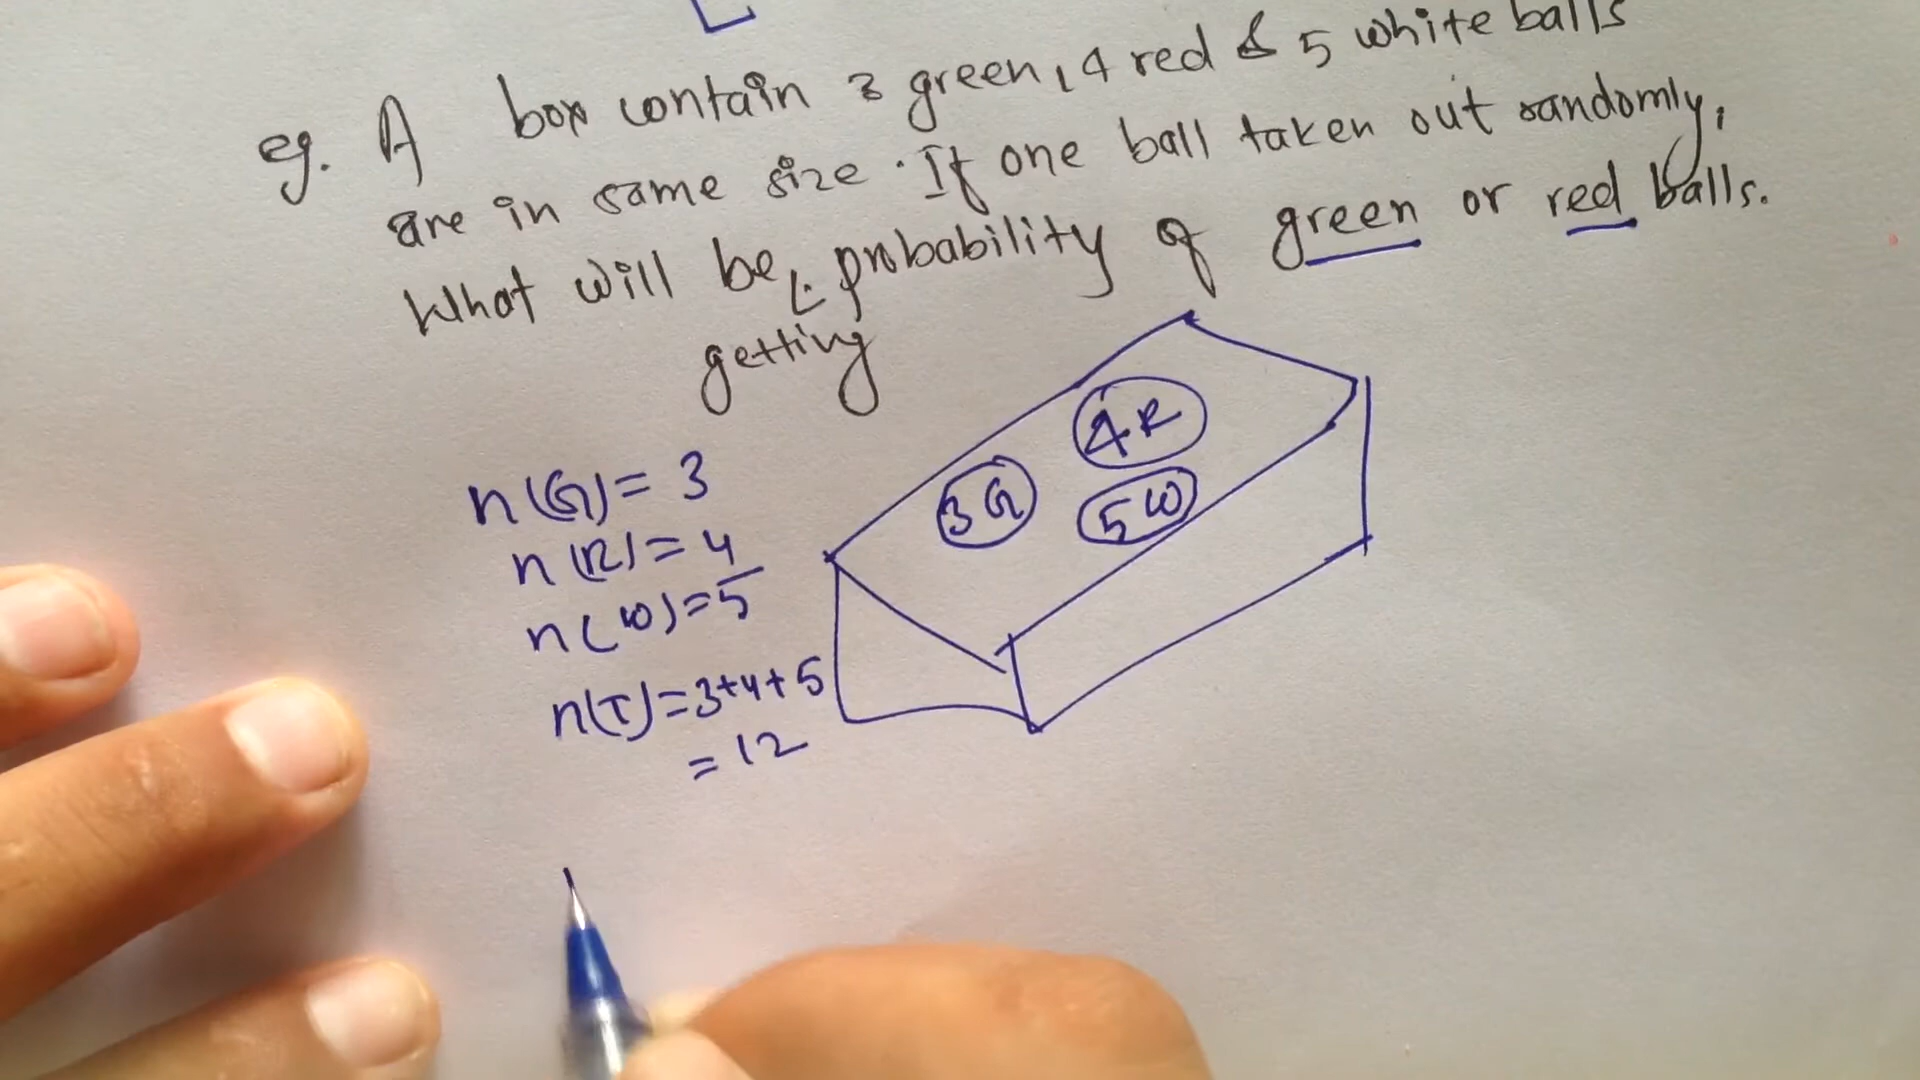 eg. A box contain 3 green, 4 red & 5 white balls
are in same size. If one ball taken out randomly,
What will be probability of green or red balls.
getting
4R
3G
5W
n(G) = 3
n(R) = 4
n(W) = 5
n(T) = 3+4+5
= 12